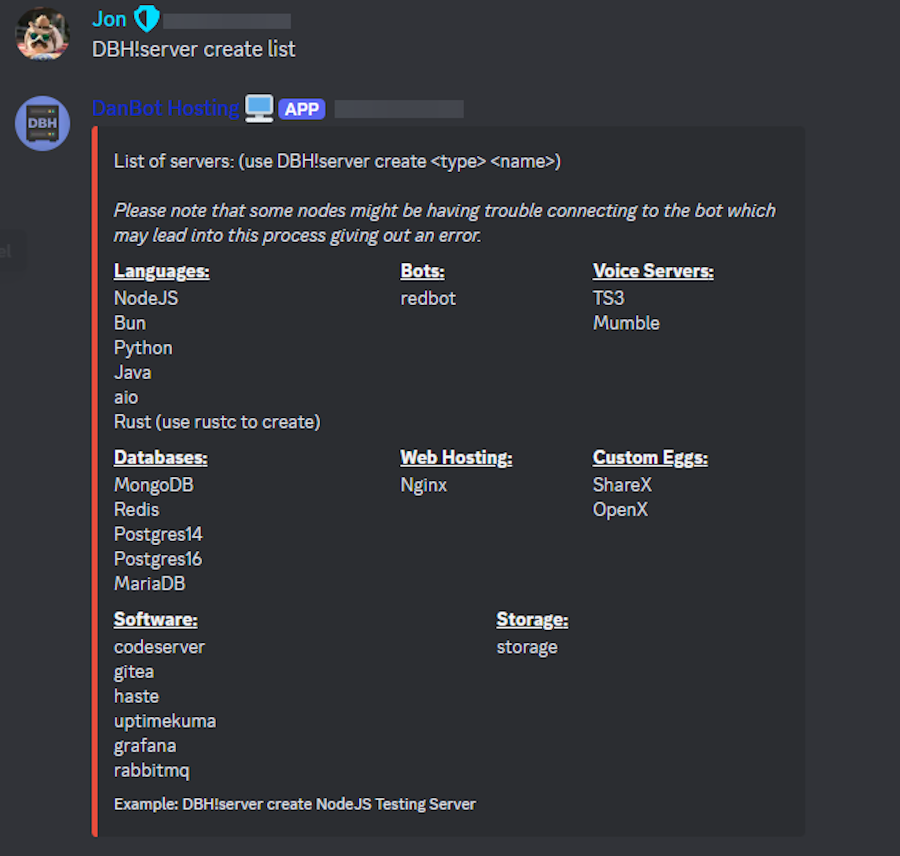 Jon
DBH!server create list
DBH
DanBot Hosting APP
List of servers: (use DBH!server create <type> <name>)
Please note that some nodes might be having trouble connecting to the bot which
may lead into this process giving out an error.
Languages:
NodeJS
Bun
Python
Java
aio
Rust (use rustc to create)
Bots:
redbot
Voice Servers:
TS3
Mumble
Databases:
MongoDB
Redis
Postgres14
Postgres16
MariaDB
Web Hosting:
Nginx
Custom Eggs:
ShareX
OpenX
Software:
codeserver
gitea
haste
uptimekuma
grafana
rabbitmq
Storage:
storage
Example: DBH!server create NodeJS Testing Server